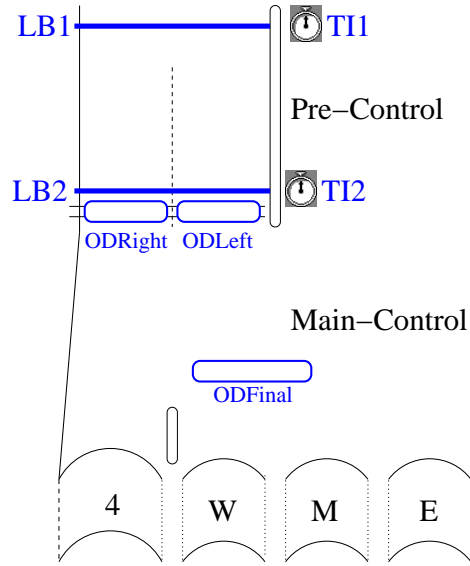 LB1 TI1
Pre−Control
LB2 TI2
ODRight ODLeft
Main−Control
ODFinal
4 W M E